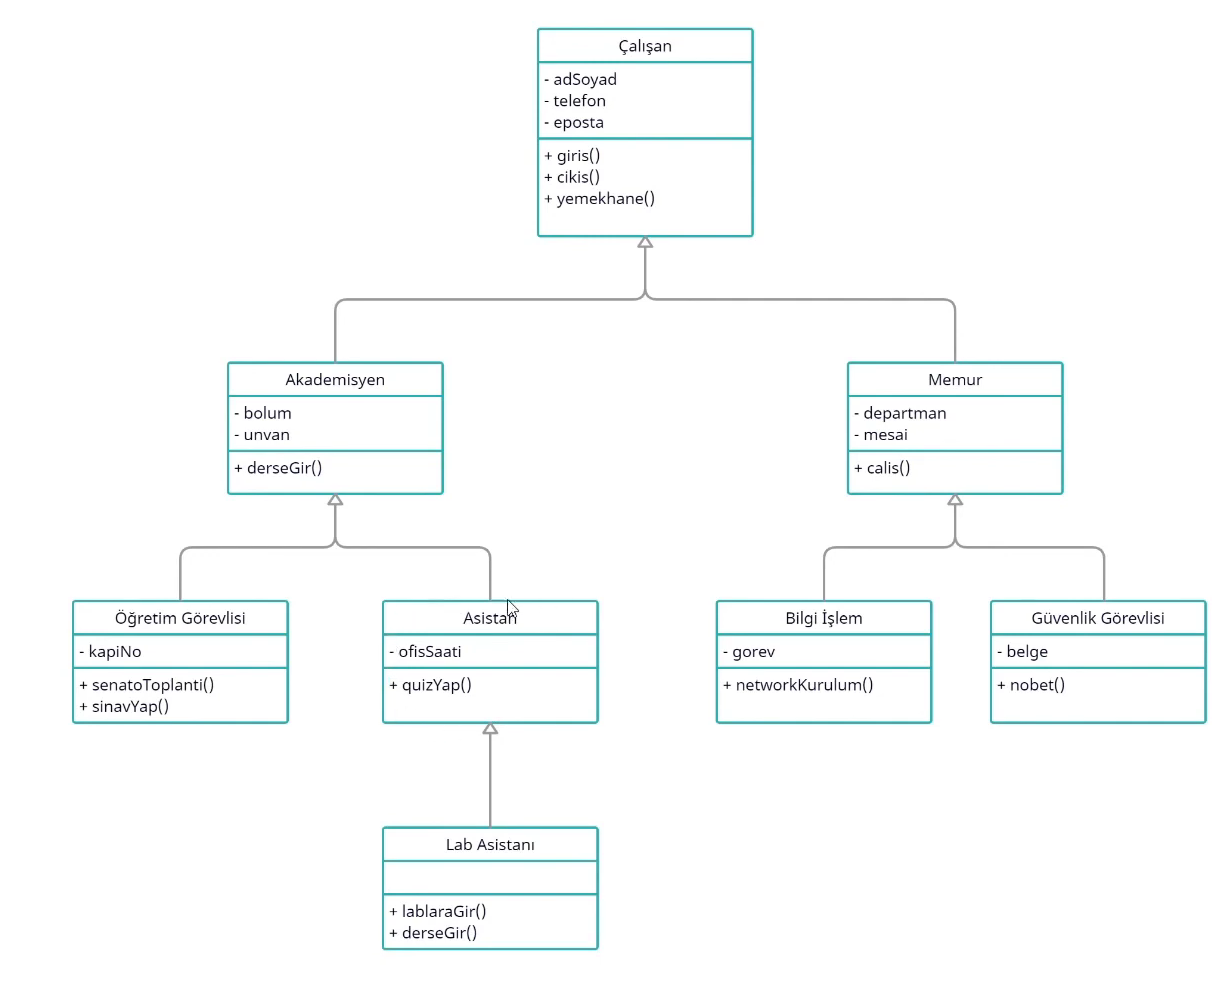 Çalışan
- adSoyad
- telefon
- eposta
+ giris()
+ cikis()
+ yemekhane()
Akademisyen
- bolum
- unvan
+ derseGir()
Memur
- departman
- mesai
+ calis()
Öğretim Görevlisi
- kapiNo
+ senatoToplanti()
+ sinavYap()
Asistan
- ofisSaati
+ quizYap()
Bilgi İşlem
- gorev
+ networkKurulum()
Güvenlik Görevlisi
- belge
+ nobet()
Lab Asistanı
+ lablaraGir()
+ derseGir()